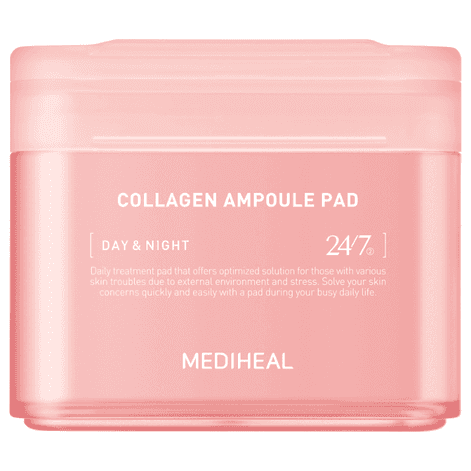 COLLAGEN AMPOULE PAD
[ DAY & NIGHT 24/7 ]
Daily treatment pad that offers optimized solution for those with various
skin troubles due to external environment and stress. Solve your skin
concerns quickly and easily with a pad during your busy daily life.
MEDIHEAL